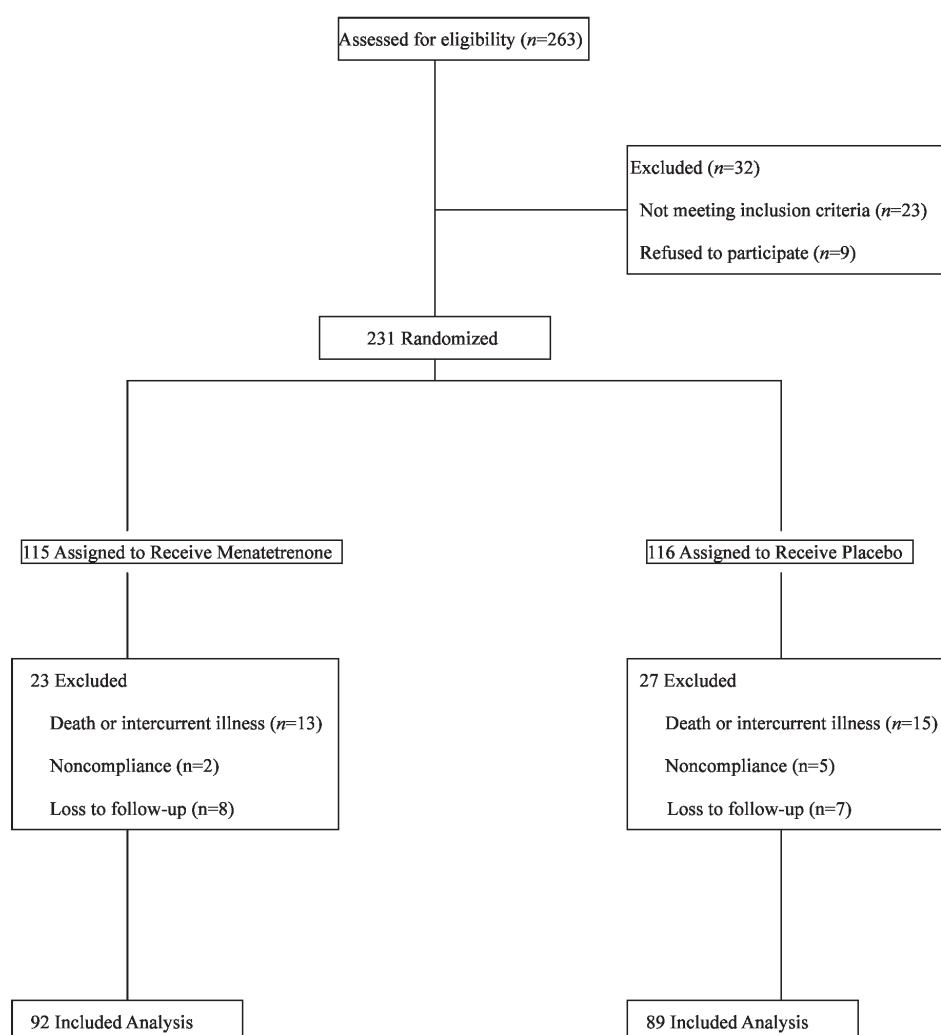 Assessed for eligibility (n=263)
Excluded (n=32)
Not meeting inclusion criteria (n=23)
Refused to participate (n=9)
231 Randomized
115 Assigned to Receive Menatetrenone
116 Assigned to Receive Placebo
23 Excluded
Death or intercurrent illness (n=13)
Noncompliance (n=2)
Loss to follow-up (n=8)
27 Excluded
Death or intercurrent illness (n=15)
Noncompliance (n=5)
Loss to follow-up (n=7)
92 Included Analysis
89 Included Analysis